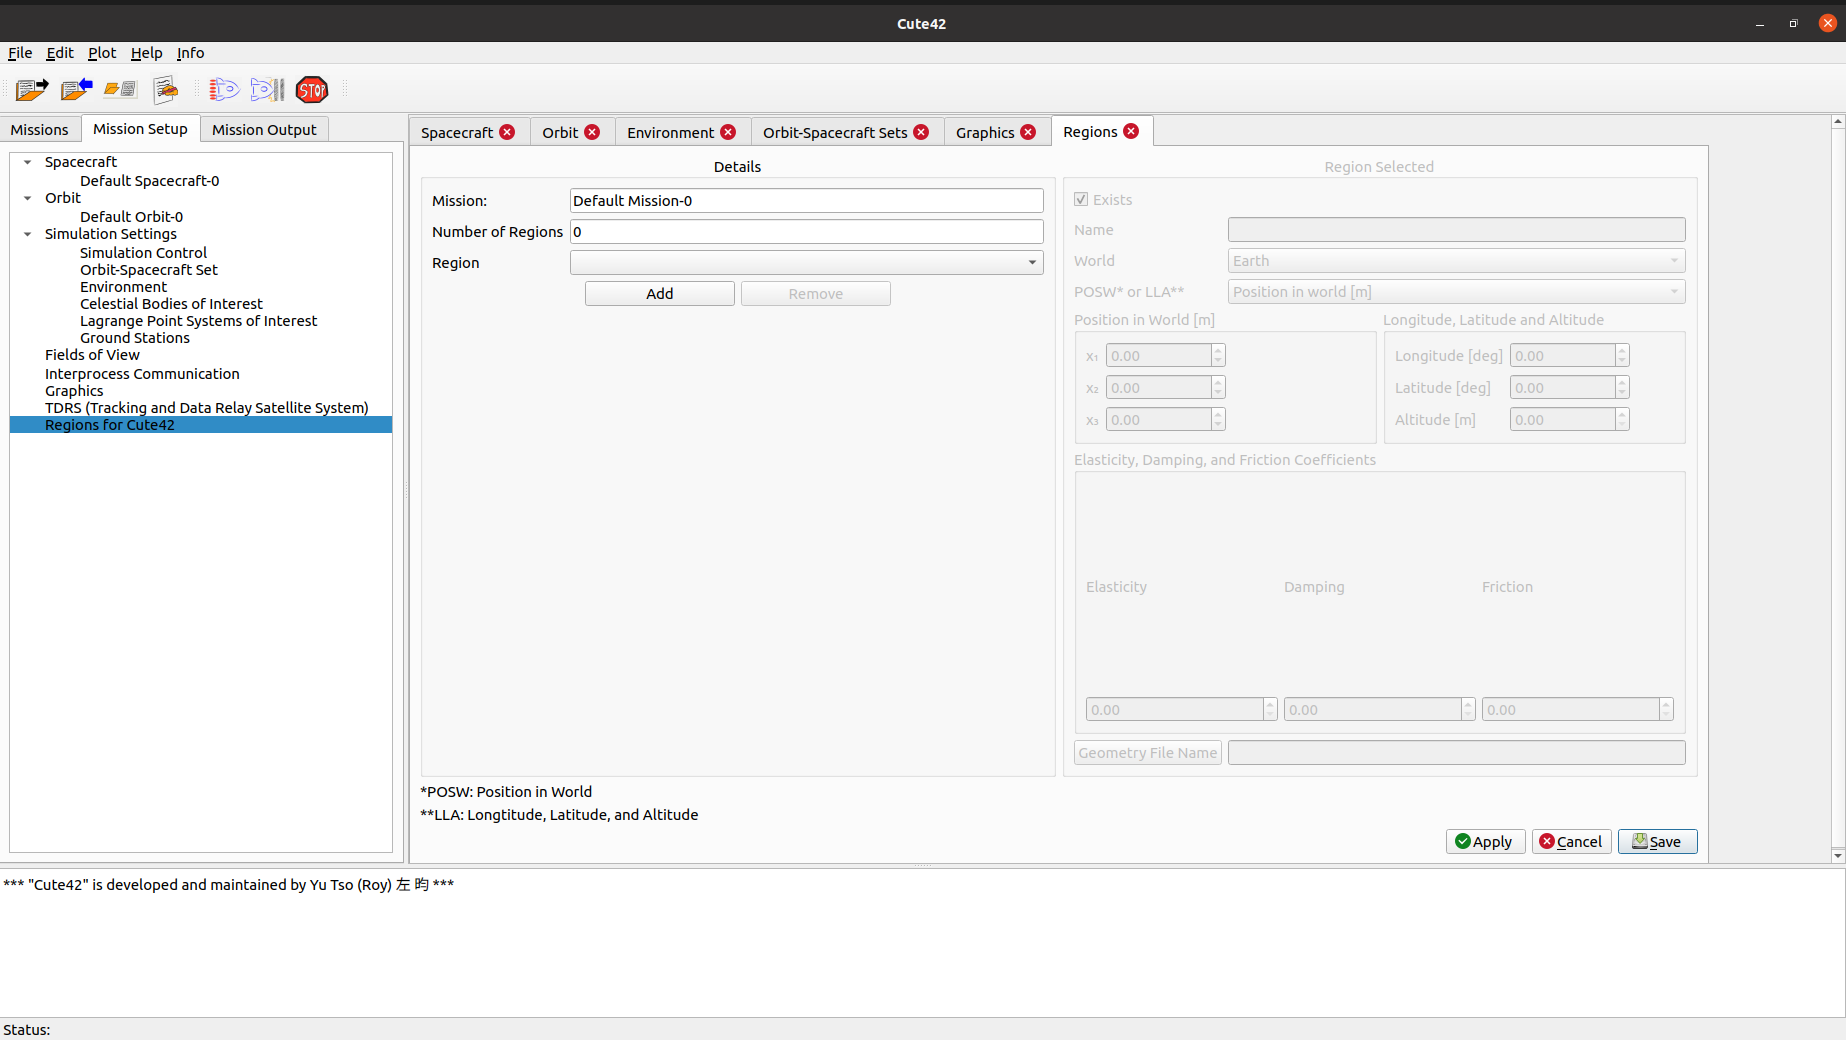 Cute42
File Edit Plot Help Info
STOP
Missions Mission Setup Mission Output
Spacecraft
Default Spacecraft-0
Orbit
Default Orbit-0
Simulation Settings
Simulation Control
Orbit-Spacecraft Set
Environment
Celestial Bodies of Interest
Lagrange Point Systems of Interest
Ground Stations
Fields of View
Interprocess Communication
Graphics
TDRS (Tracking and Data Relay Satellite System)
Regions for Cute42
Spacecraft Orbit Environment Orbit-Spacecraft Sets Graphics Regions
Details
Mission: Default Mission-0
Number of Regions 0
Region
Add Remove
Region Selected
Exists
Name
World Earth
POSW* or LLA** Position in world [m]
Position in World [m]
x₁ 0.00
x₂ 0.00
x₃ 0.00
Longitude, Latitude and Altitude
Longitude [deg] 0.00
Latitude [deg] 0.00
Altitude [m] 0.00
Elasticity, Damping, and Friction Coefficients
Elasticity Damping Friction
0.00 0.00 0.00
Geometry File Name
*POSW: Position in World
**LLA: Longtitude, Latitude, and Altitude
Apply Cancel Save
*** "Cute42" is developed and maintained by Yu Tso (Roy) 左 昀 ***
Status: